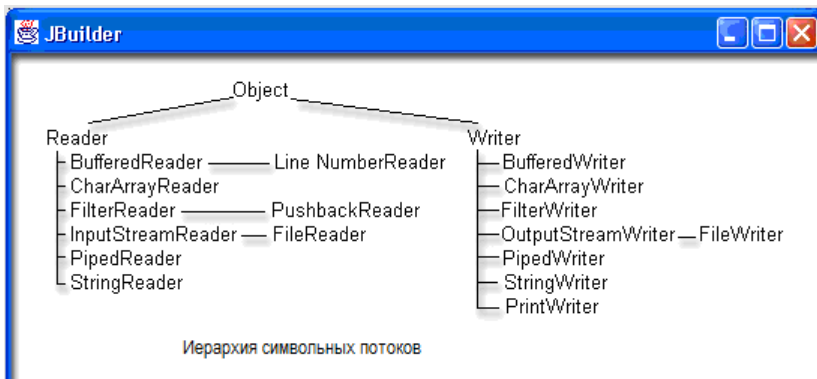 JBuilder
Object
Reader
Writer
BufferedReader Line NumberReader
BufferedWriter
CharArrayReader
CharArrayWriter
FilterReader PushbackReader
FilterWriter
InputStreamReader FileReader
OutputStreamWriter FileWriter
PipedReader
PipedWriter
StringReader
StringWriter
PrintWriter
Иерархия символьных потоков